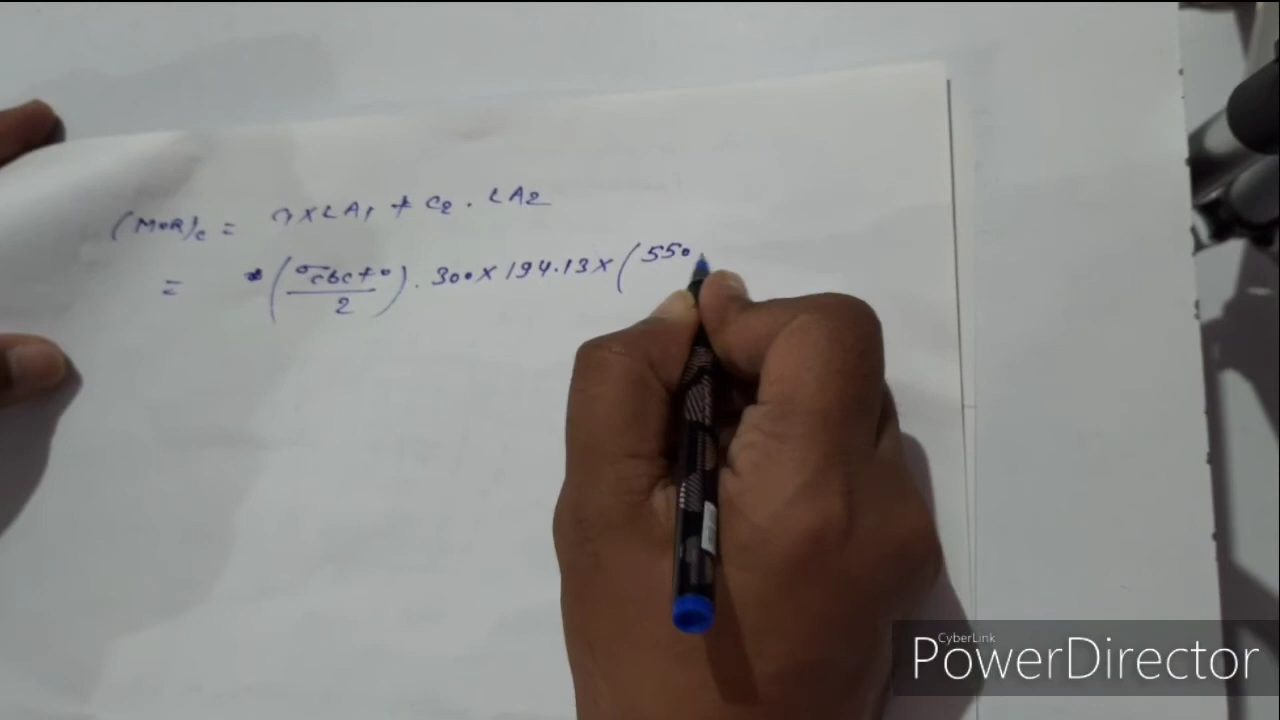 (MOR)c = C1 X LA1 + C2 . LA2
= (σcbc + 0 / 2) . 300 X 194.13 X (550
CyberLink
PowerDirector